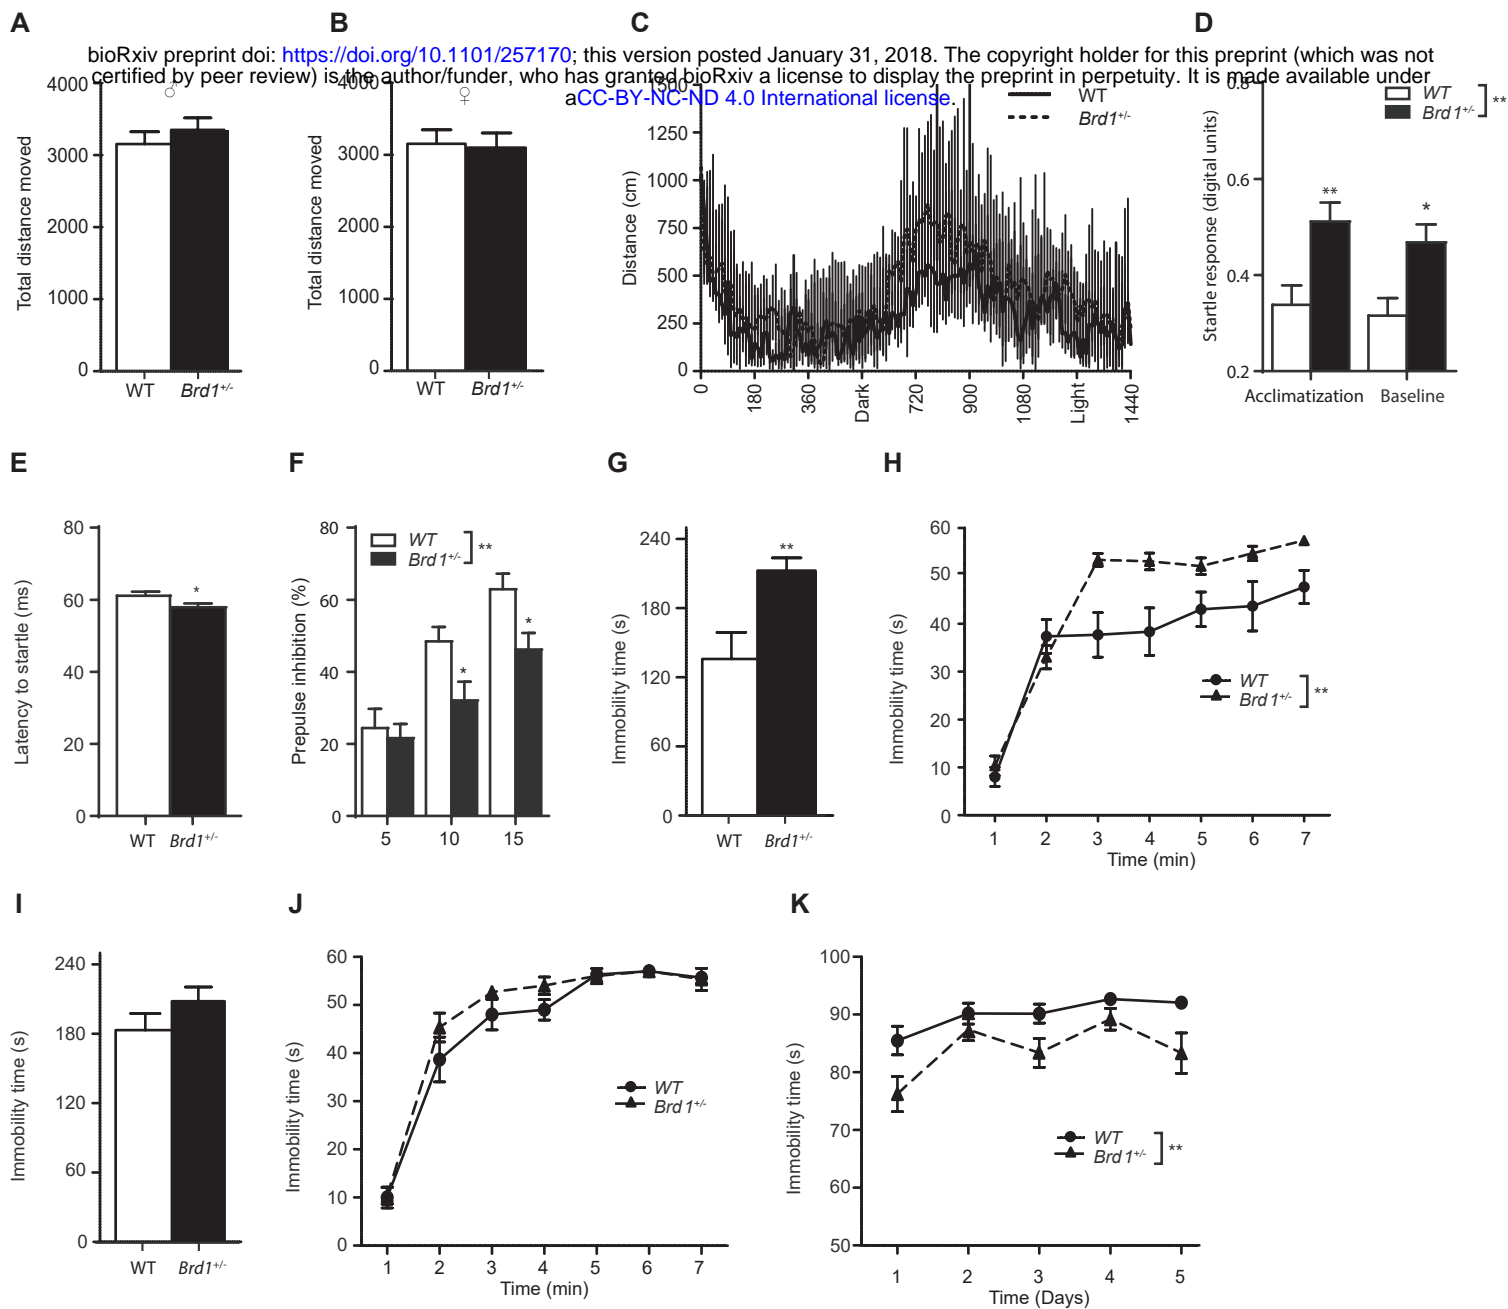 A
B
C
D
bioRxiv preprint doi: https://doi.org/10.1101/257170; this version posted January 31, 2018. The copyright holder for this preprint (which was not
certified by peer review) is the author/funder, who has granted bioRxiv a license to display the preprint in perpetuity. It is made available under
aCC-BY-NC-ND 4.0 International license.
4000
3000
2000
1000
0
Total distance moved
♂
WT
Brd1+/-
4000
3000
2000
1000
0
Total distance moved
♀
WT
Brd1+/-
1500
1250
1000
750
500
250
0
Distance (cm)
WT
Brd1+/-
0
180
360
Dark
720
900
1080
Light
1440
0.8
0.6
0.4
0.2
Startle response (digital units)
WT
Brd1+/-
**
**
*
Acclimatization
Baseline
E
F
G
H
80
60
40
20
0
Latency to startle (ms)
*
WT
Brd1+/-
80
60
40
20
0
Prepulse inhibition (%)
WT
Brd1+/-
**
*
*
5
10
15
240
180
120
60
0
Immobility time (s)
**
WT
Brd1+/-
60
50
40
30
20
10
0
Immobility time (s)
WT
Brd1+/-
**
1
2
3
4
5
6
7
Time (min)
I
J
K
240
180
120
60
0
Immobility time (s)
WT
Brd1+/-
60
50
40
30
20
10
0
Immobility time (s)
WT
Brd1+/-
1
2
3
4
5
6
7
Time (min)
100
90
80
70
60
50
Immobility time (s)
WT
Brd1+/-
**
1
2
3
4
5
Time (Days)